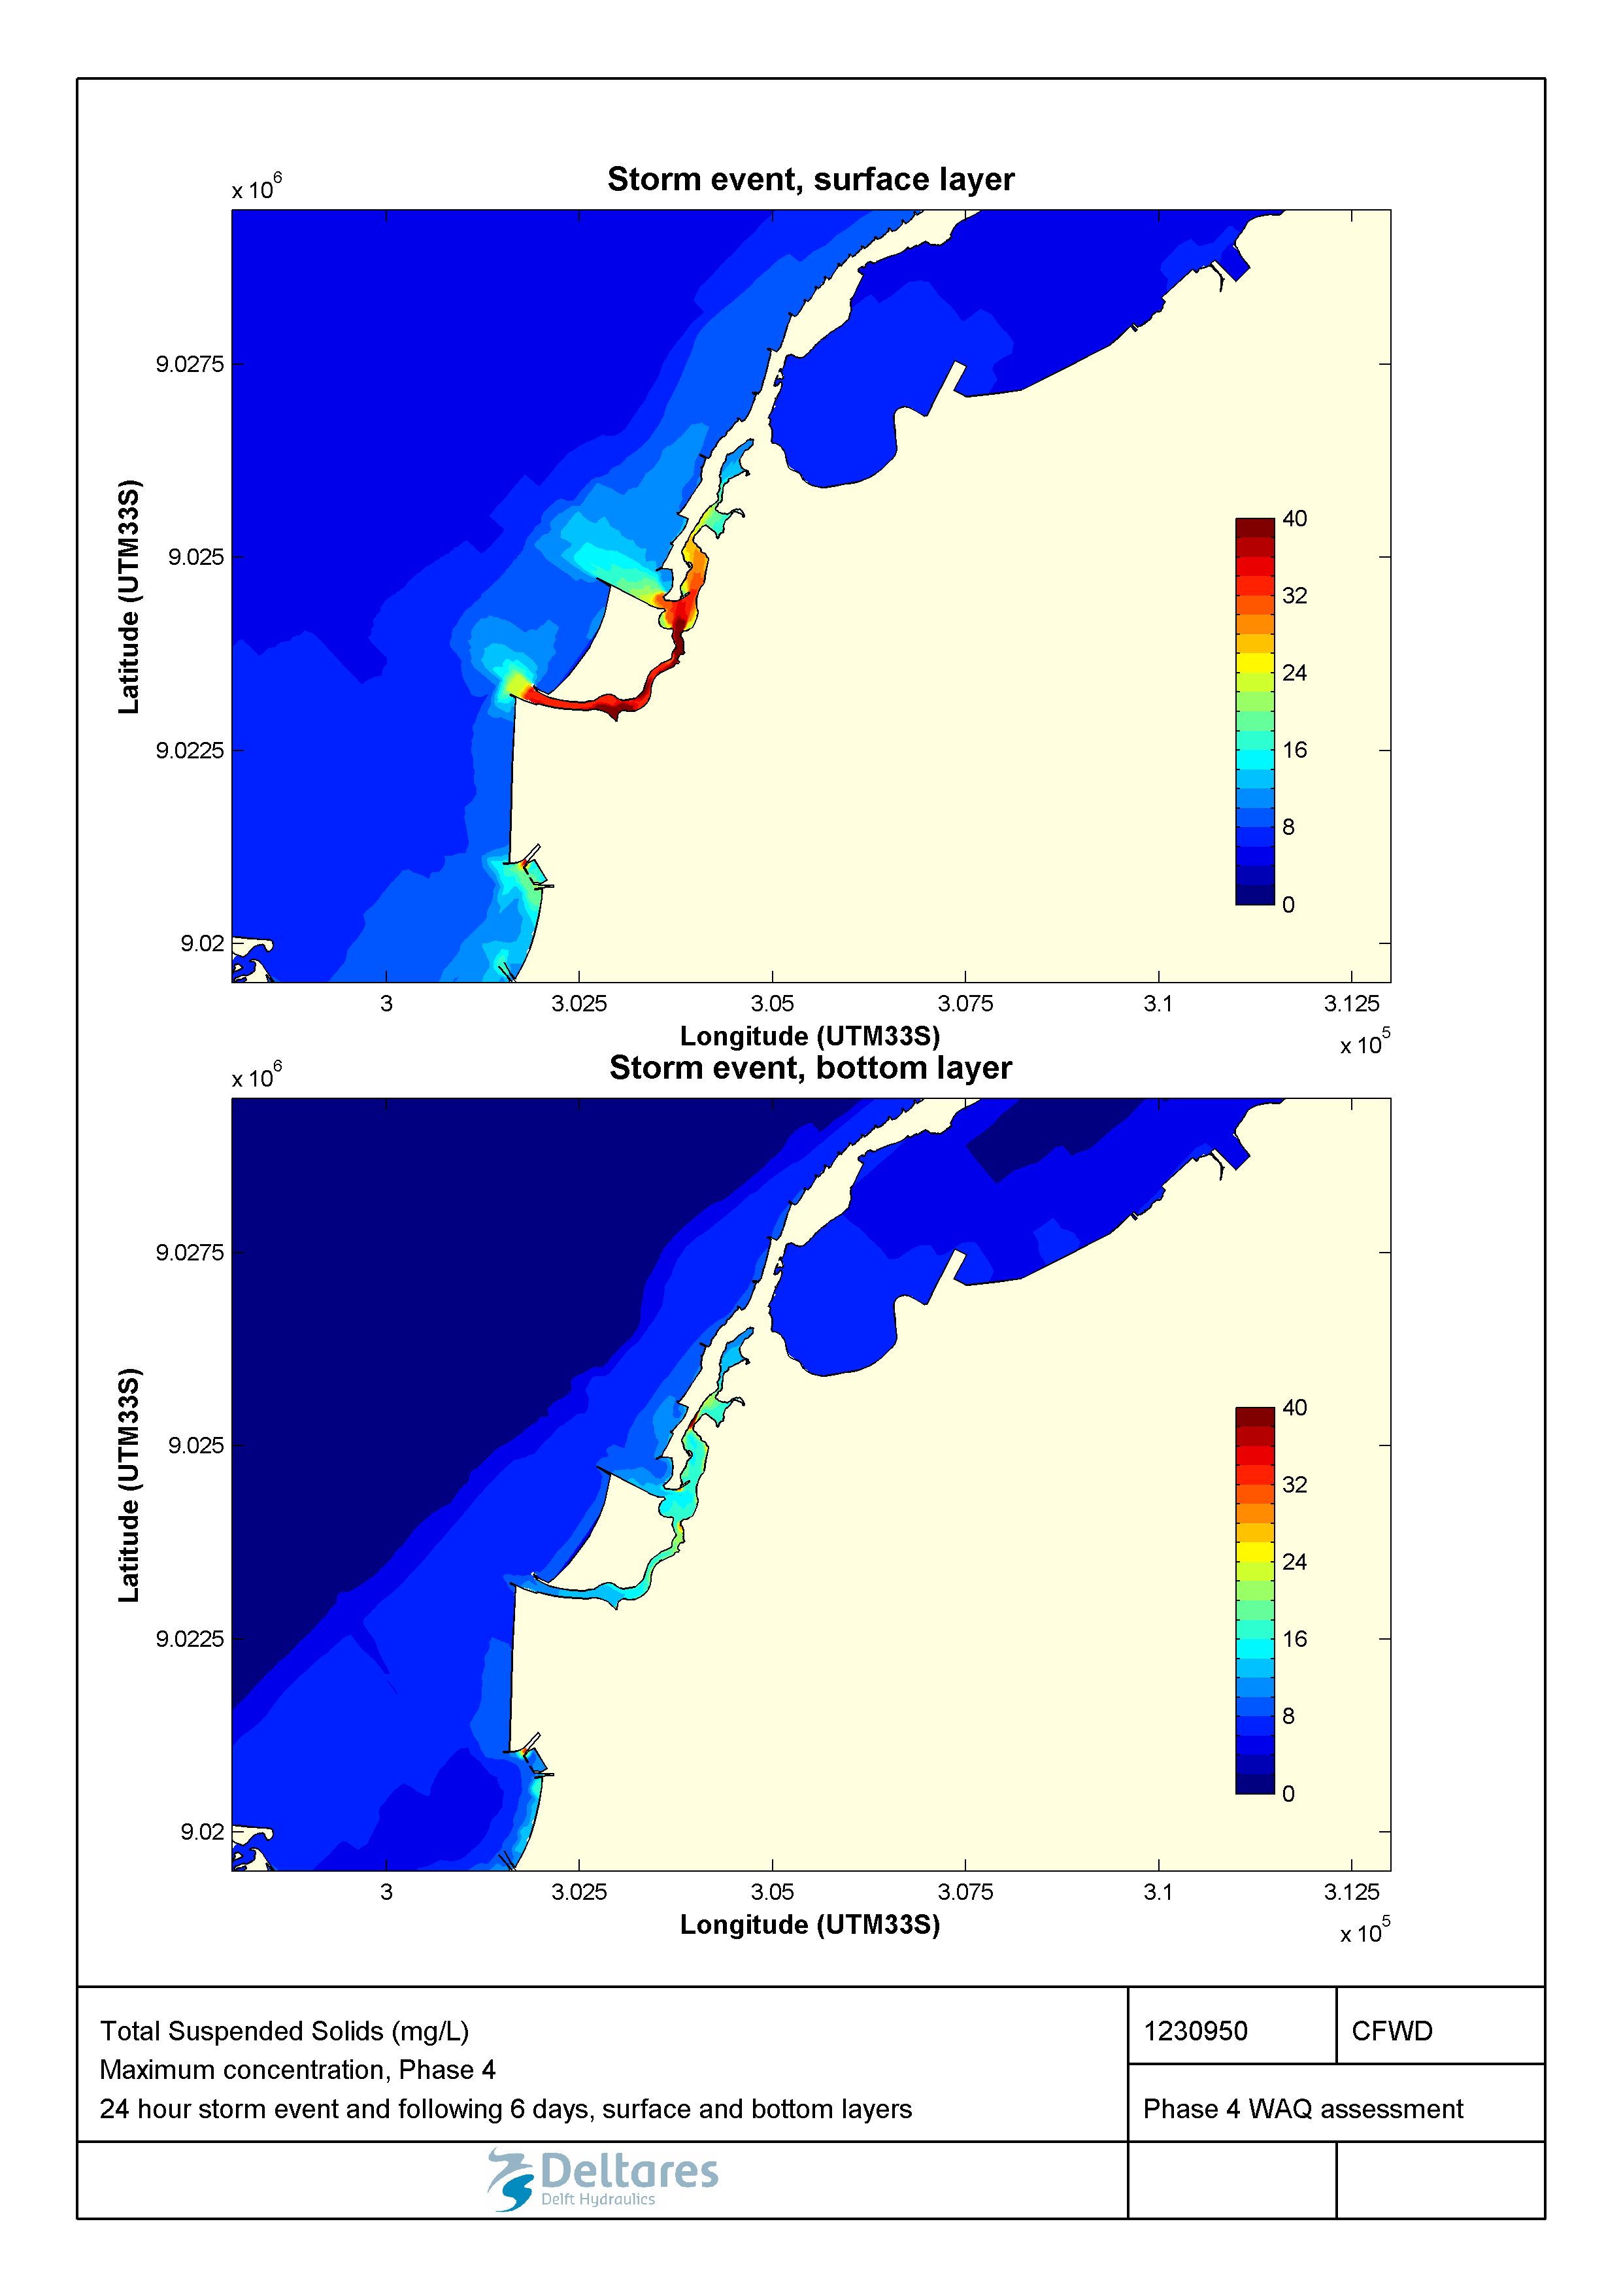 Storm event, surface layer
x 10^6
9.0275
9.025
9.0225
9.02
Latitude (UTM33S)
40
32
24
16
8
0
3 3.025 3.05 3.075 3.1 3.125
Longitude (UTM33S)
x 10^5
Storm event, bottom layer
x 10^6
9.0275
9.025
9.0225
9.02
Latitude (UTM33S)
40
32
24
16
8
0
3 3.025 3.05 3.075 3.1 3.125
Longitude (UTM33S)
x 10^5
Total Suspended Solids (mg/L)
Maximum concentration, Phase 4
24 hour storm event and following 6 days, surface and bottom layers
1230950
CFWD
Phase 4 WAQ assessment
Deltares
Delft Hydraulics